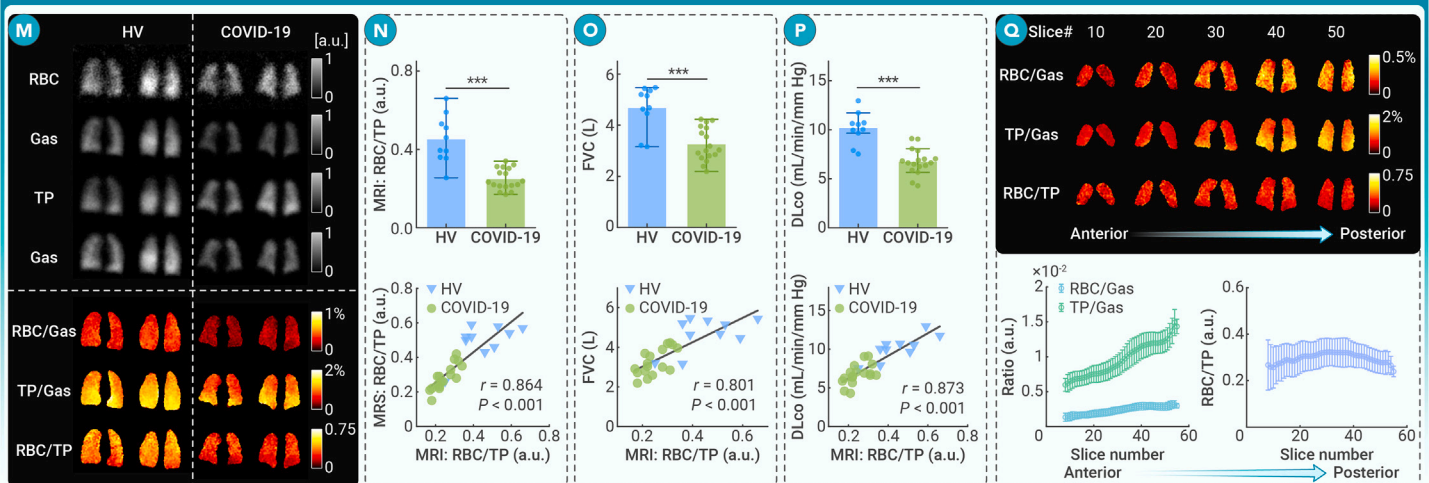 M
HV
COVID-19
[a.u.]
RBC
1
0
Gas
1
0
TP
1
0
Gas
1
0
RBC/Gas
1%
0
TP/Gas
2%
0
RBC/TP
0.75
0
N
***
MRI: RBC/TP (a.u.)
0.8
0.4
0.0
HV COVID-19
HV
COVID-19
MRS: RBC/TP (a.u.)
0.8
0.6
0.4
0.2
0.0
r = 0.864
P < 0.001
0.2 0.4 0.6 0.8
MRI: RBC/TP (a.u.)
O
***
FVC (L)
6
4
2
0
HV COVID-19
HV
COVID-19
FVC (L)
6
4
2
0
r = 0.801
P < 0.001
0.2 0.4 0.6
MRI: RBC/TP (a.u.)
P
***
DLco (mL/min/mm Hg)
15
10
5
0
HV COVID-19
HV
COVID-19
DLco (mL/min/mm Hg)
15
10
5
0
r = 0.873
P < 0.001
0.2 0.4 0.6 0.8
MRI: RBC/TP (a.u.)
Q
Slice# 10 20 30 40 50
RBC/Gas
0.5%
0
TP/Gas
2%
0
RBC/TP
0.75
0
Anterior Posterior
×10-2
RBC/Gas
TP/Gas
Ratio (a.u.)
2
1.5
1
0.5
0
0 20 40 60
Slice number
RBC/TP (a.u.)
0.6
0.4
0.2
0 20 40 60
Slice number
Anterior Posterior